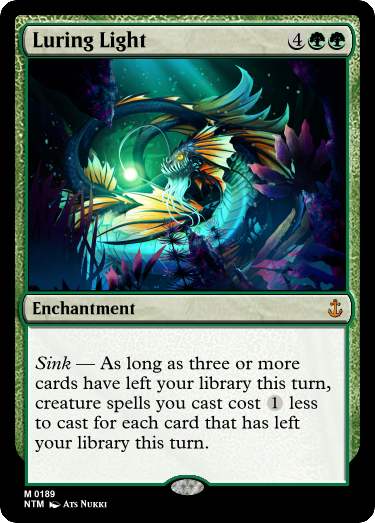 Luring Light 4
Enchantment
Sink — As long as three or more
cards have left your library this turn,
creature spells you cast cost 1 less
to cast for each card that has left
your library this turn.
M 0189
NTM Ats Nukki